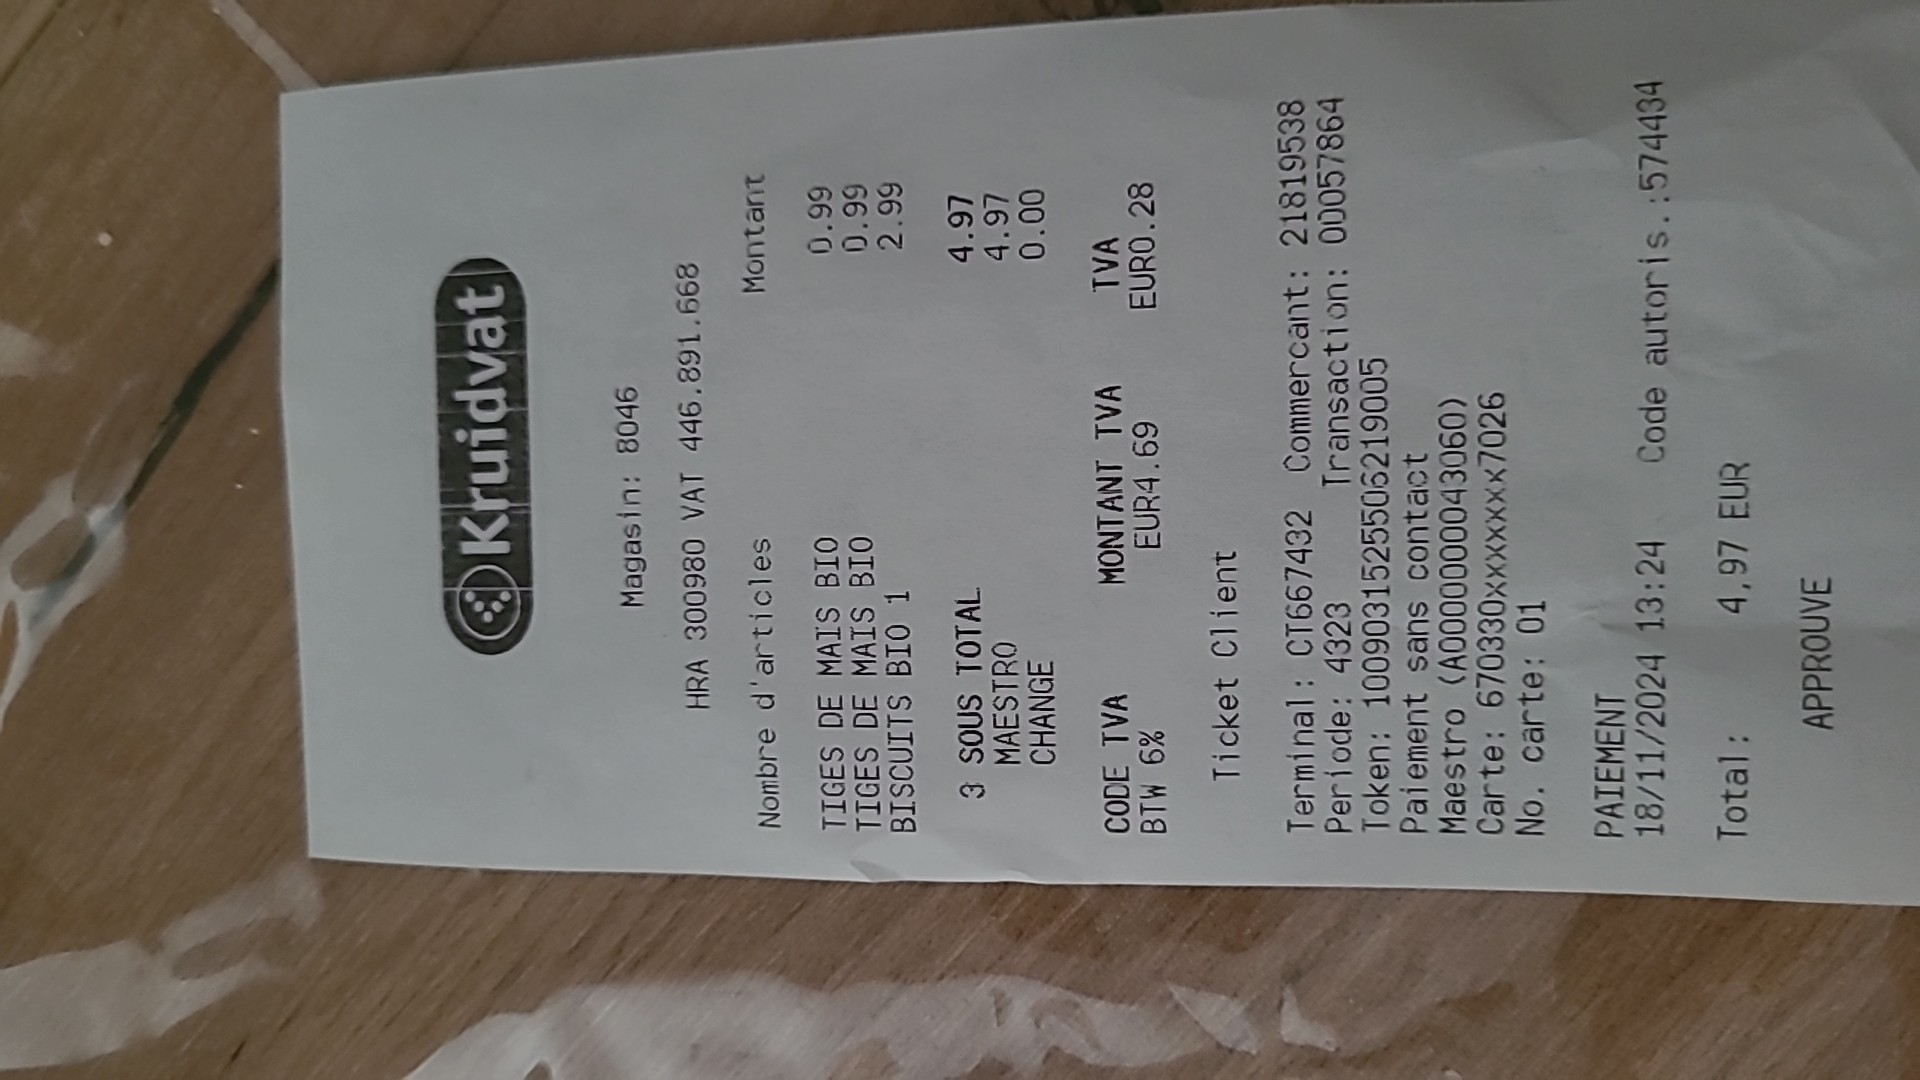 Kruidvat
Magasin: 8046
HRA 300980 VAT 446.891.668
Nombre d'articles Montant
TIGES DE MAIS BIO 0.99
TIGES DE MAIS BIO 0.99
BISCUITS BIO 1 2.99
3 SOUS TOTAL 4.97
MAESTRO 4.97
CHANGE 0.00
CODE TVA MONTANT TVA TVA
BTW 6% EUR4.69 EUR0.28
Ticket Client
Terminal: CT667432 Commercant: 21819538
Periode: 4323 Transaction: 00057864
Token: 1009031525506219005
Paiement sans contact
Maestro (A0000000043060)
Carte: 670330xxxxxxxxx7026
No. carte: 01
PAIEMENT
18/11/2024 13:24 Code autoris.:574434
Total: 4,97 EUR
APPROUVE